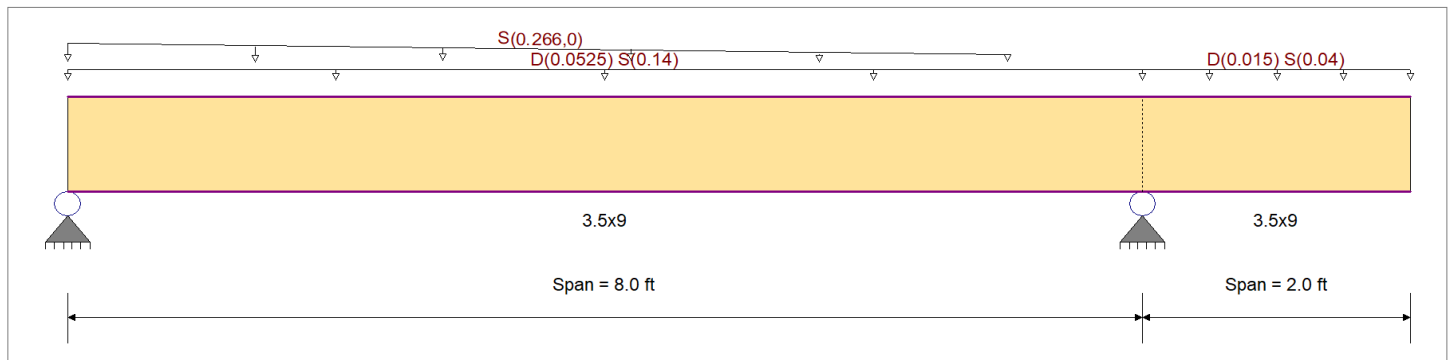 S(0.266,0)
D(0.0525) S(0.14)
D(0.015) S(0.04)
3.5x9
3.5x9
Span = 8.0 ft
Span = 2.0 ft